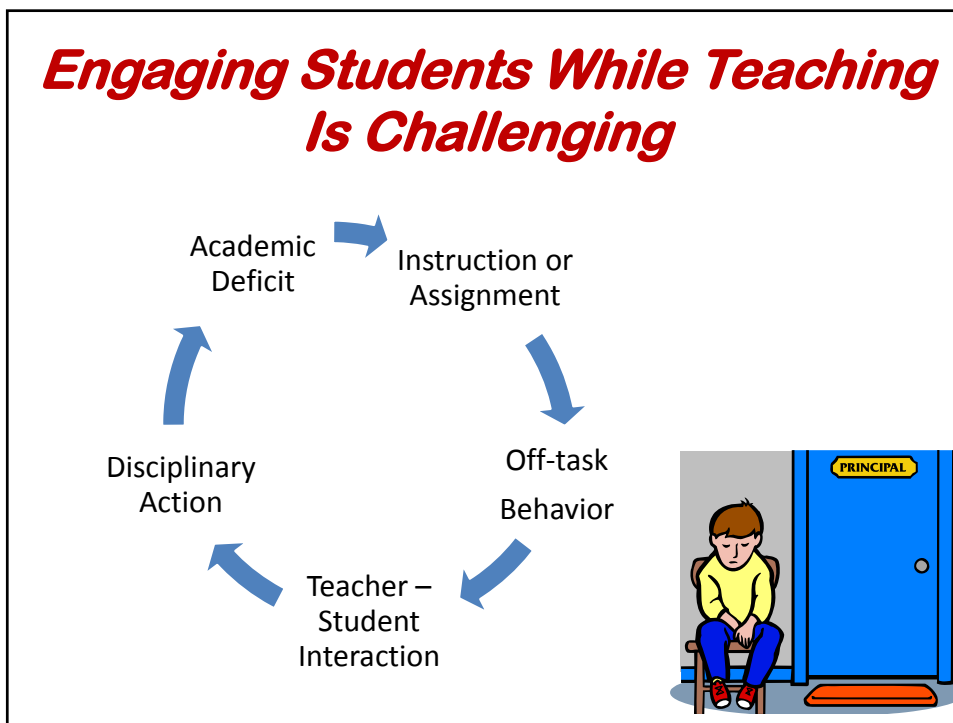 Engaging Students While Teaching
Is Challenging
Academic
Deficit
Instruction or
Assignment
Off-task
Behavior
Teacher –
Student
Interaction
Disciplinary
Action
PRINCIPAL